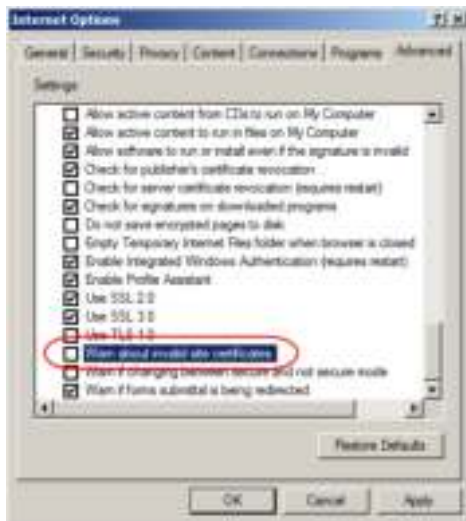 Internet Options
General Security Privacy Content Connections Programs Advanced
Settings:
Allow active content from CDs to run on My Computer
Allow active content to run in files on My Computer
Allow software to run or install even if the signature is invalid
Check for publisher's certificate revocation
Check for server certificate revocation (requires restart)
Check for signatures on downloaded programs
Do not save encrypted pages to disk
Empty Temporary Internet Files folder when browser is closed
Enable Integrated Windows Authentication (requires restart)
Enable Profile Assistant
Use SSL 2.0
Use SSL 3.0
Use TLS 1.0
Warn about invalid site certificates
Warn if changing between secure and not secure mode
Warn if forms submittal is being redirected
Restore Defaults
OK Cancel Apply